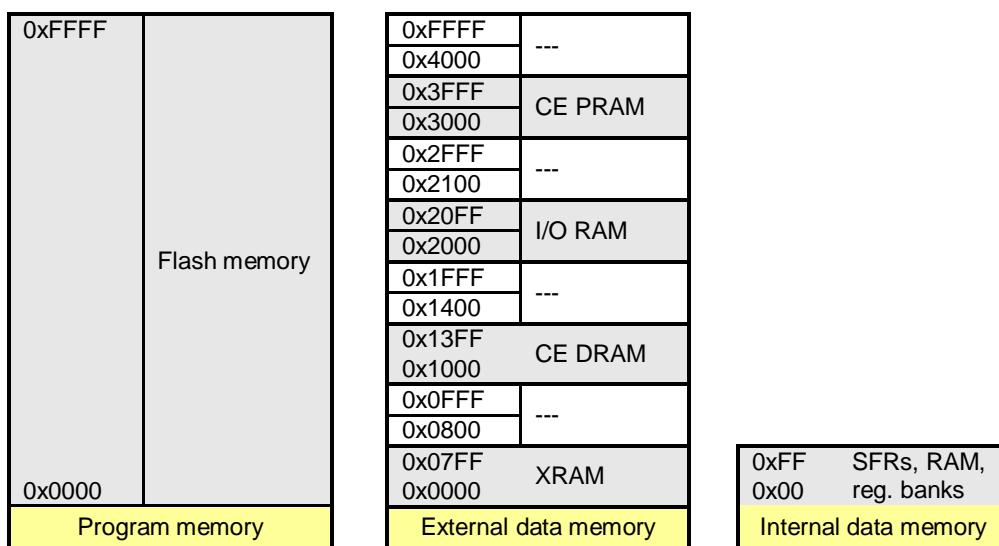 0xFFFF
Flash memory
0x0000
Program memory
0xFFFF
---
0x4000
0x3FFF
CE PRAM
0x3000
0x2FFF
---
0x2100
0x20FF
I/O RAM
0x2000
0x1FFF
---
0x1400
0x13FF
CE DRAM
0x1000
0x0FFF
---
0x0800
0x07FF
XRAM
0x0000
External data memory
0xFF SFRs, RAM,
0x00 reg. banks
Internal data memory